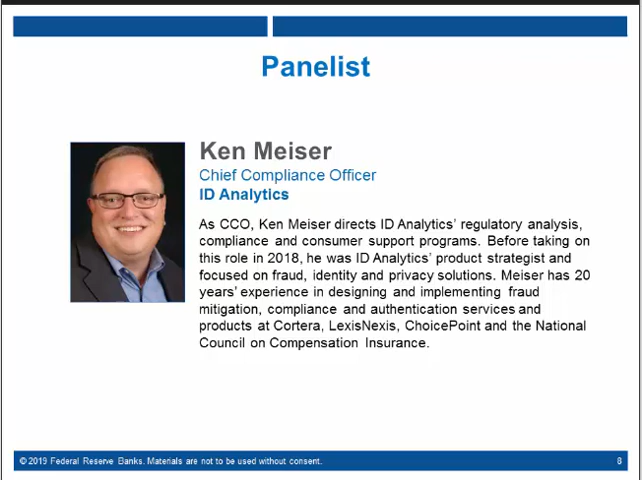 Panelist
Ken Meiser
Chief Compliance Officer
ID Analytics
As CCO, Ken Meiser directs ID Analytics' regulatory analysis,
compliance and consumer support programs. Before taking on
this role in 2018, he was ID Analytics' product strategist and
focused on fraud, identity and privacy solutions. Meiser has 20
years' experience in designing and implementing fraud
mitigation, compliance and authentication services and
products at Cortera, LexisNexis, ChoicePoint and the National
Council on Compensation Insurance.
© 2019 Federal Reserve Banks. Materials are not to be used without consent.
8